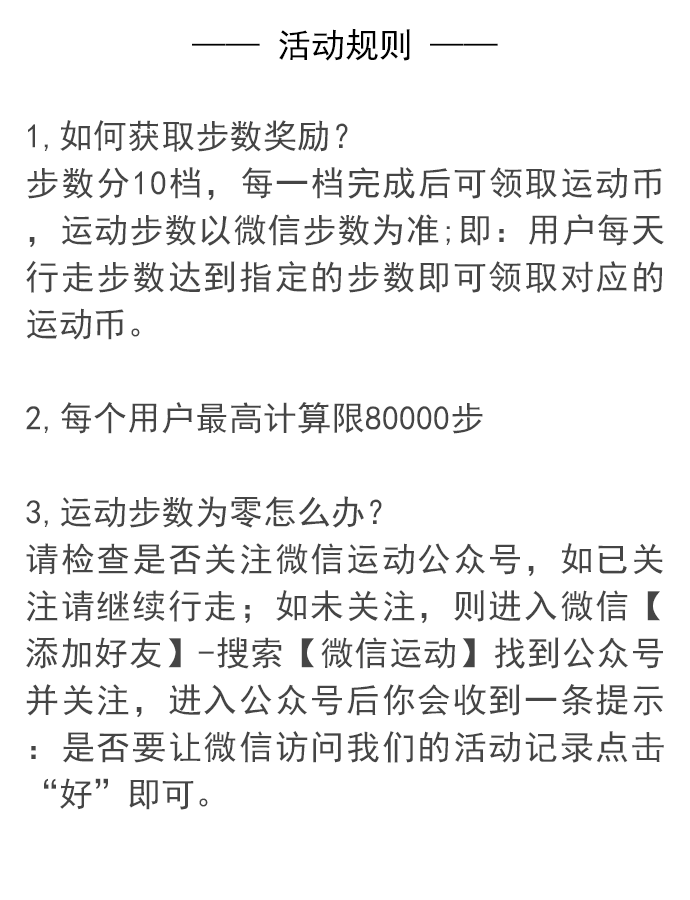 —— 活动规则 ——
1,如何获取步数奖励？
步数分10档，每一档完成后可领取运动币
，运动步数以微信步数为准;即：用户每天
行走步数达到指定的步数即可领取对应的
运动币。
2,每个用户最高计算限80000步
3,运动步数为零怎么办？
请检查是否关注微信运动公众号，如已关
注请继续行走；如未关注，则进入微信【
添加好友】-搜索【微信运动】找到公众号
并关注，进入公众号后你会收到一条提示
：是否要让微信访问我们的活动记录点击
“好”即可。